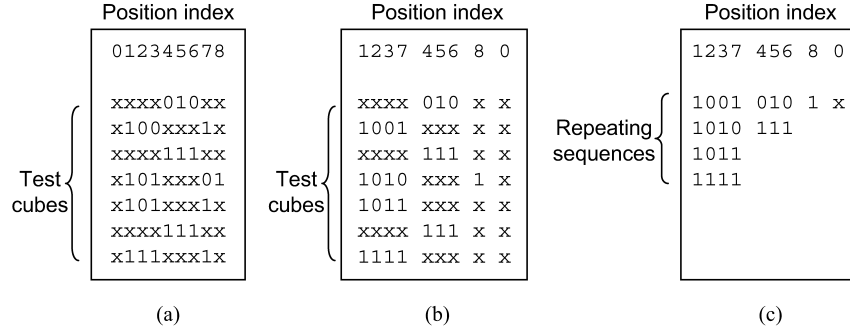 Position index
012345678
Test cubes
xxxx010xx
x100xxx1x
xxxx111xx
x101xxx01
x101xxx1x
xxxx111xx
x111xxx1x
(a)
Position index
1237 456 8 0
Test cubes
xxxx 010 x x
1001 xxx x x
xxxx 111 x x
1010 xxx 1 x
1011 xxx x x
xxxx 111 x x
1111 xxx x x
(b)
Position index
1237 456 8 0
Repeating sequences
1001 010 1 x
1010 111
1011
1111
(c)